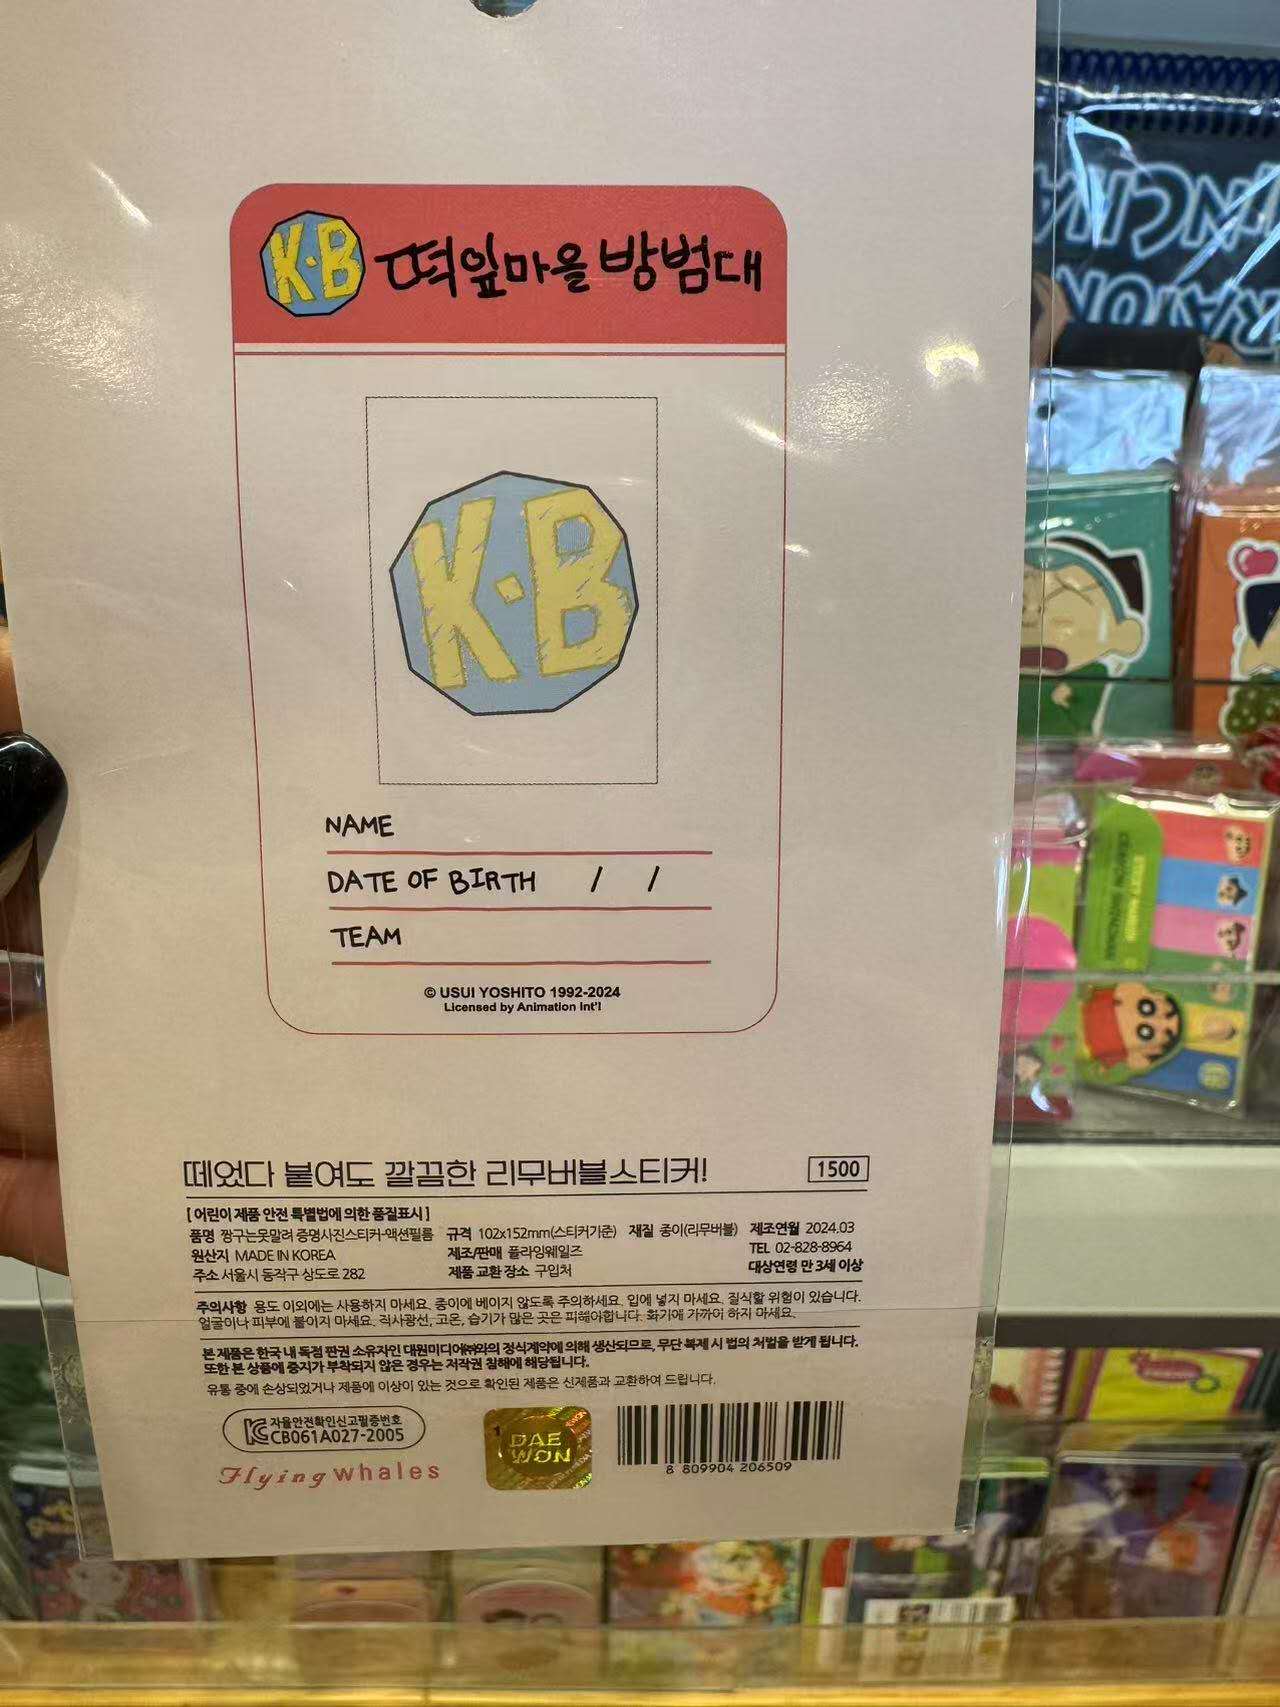 K·B 떡잎마을 방범대
K·B
NAME
DATE OF BIRTH / /
TEAM
© USUI YOSHITO 1992-2024
Licensed by Animation Int'l
떼었다 붙여도 깔끔한 리무버블스티커!
1500
[어린이 제품 안전 특별법에 의한 품질표시]
품명 짱구는못말려 증명사진스티커-액션필름 규격 102x152mm(스티커기준) 재질 종이(리무버블) 제조연월 2024.03
원산지 MADE IN KOREA 제조/판매 플라잉웨일즈 TEL 02-828-8964
주소 서울시 동작구 상도로 282 제품 교환 장소 구입처 대상연령 만 3세 이상
주의사항 용도 이외에는 사용하지 마세요. 종이에 베이지 않도록 주의하세요. 입에 넣지 마세요. 질식할 위험이 있습니다.
얼굴이나 피부에 붙이지 마세요. 직사광선, 고온, 습기가 많은 곳은 피해야합니다. 화기에 가까이 하지 마세요.
본 제품은 한국 내 독점 판권 소유자인 대원미디어㈜와의 정식계약에 의해 생산되므로, 무단 복제 시 법의 처벌을 받게 됩니다.
또한 본 상품에 증지가 부착되지 않은 경우는 저작권 침해에 해당됩니다.
유통 중에 손상되었거나 제품에 이상이 있는 것으로 확인된 제품은 신제품과 교환하여 드립니다.
자율안전확인신고필증번호
CB061A027-2005
Flying whales
DAE
WON
8 809904 206509